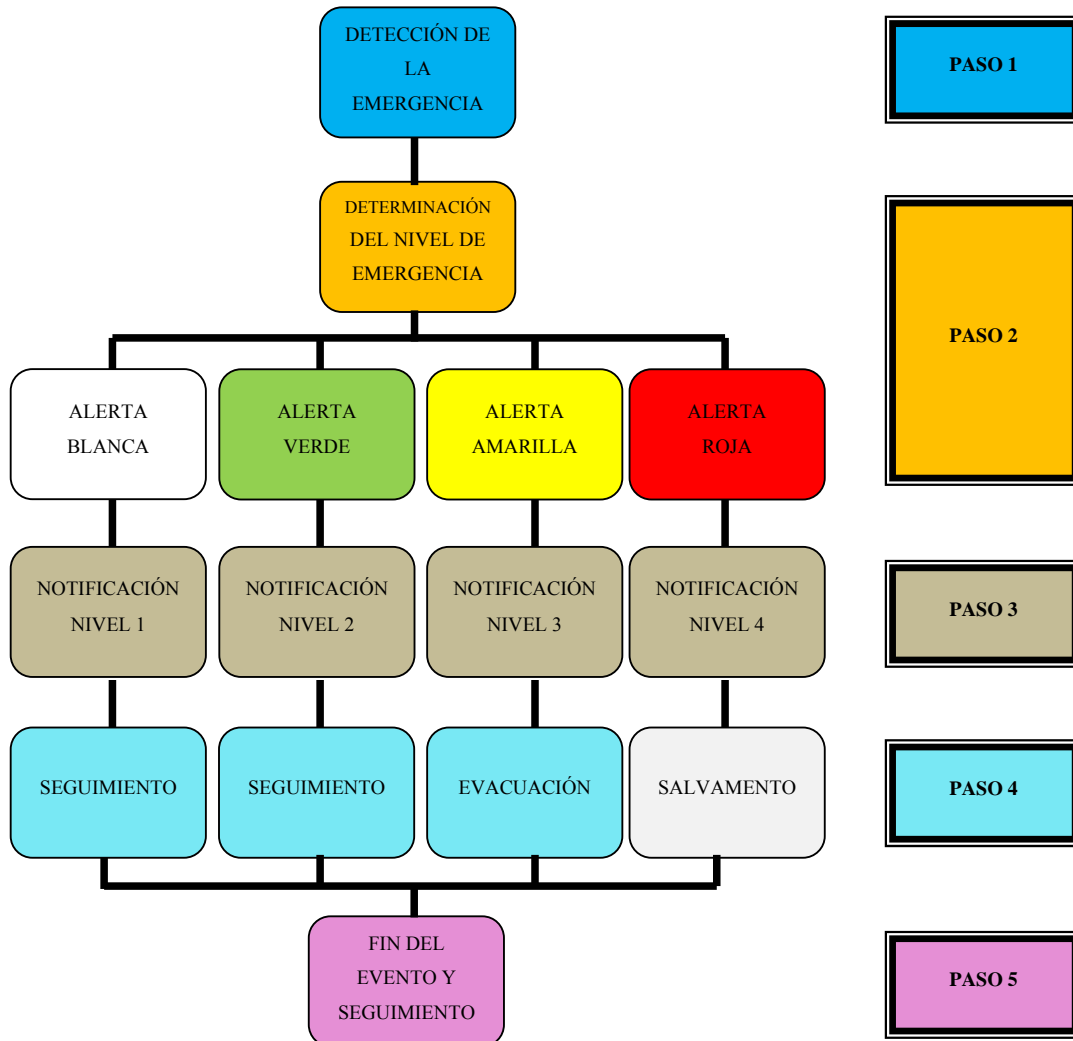 DETECCIÓN DE
LA
EMERGENCIA
PASO 1
DETERMINACIÓN
DEL NIVEL DE
EMERGENCIA
PASO 2
ALERTA
BLANCA
ALERTA
VERDE
ALERTA
AMARILLA
ALERTA
ROJA
NOTIFICACIÓN
NIVEL 1
NOTIFICACIÓN
NIVEL 2
NOTIFICACIÓN
NIVEL 3
NOTIFICACIÓN
NIVEL 4
PASO 3
SEGUIMIENTO
SEGUIMIENTO
EVACUACIÓN
SALVAMENTO
PASO 4
FIN DEL
EVENTO Y
SEGUIMIENTO
PASO 5